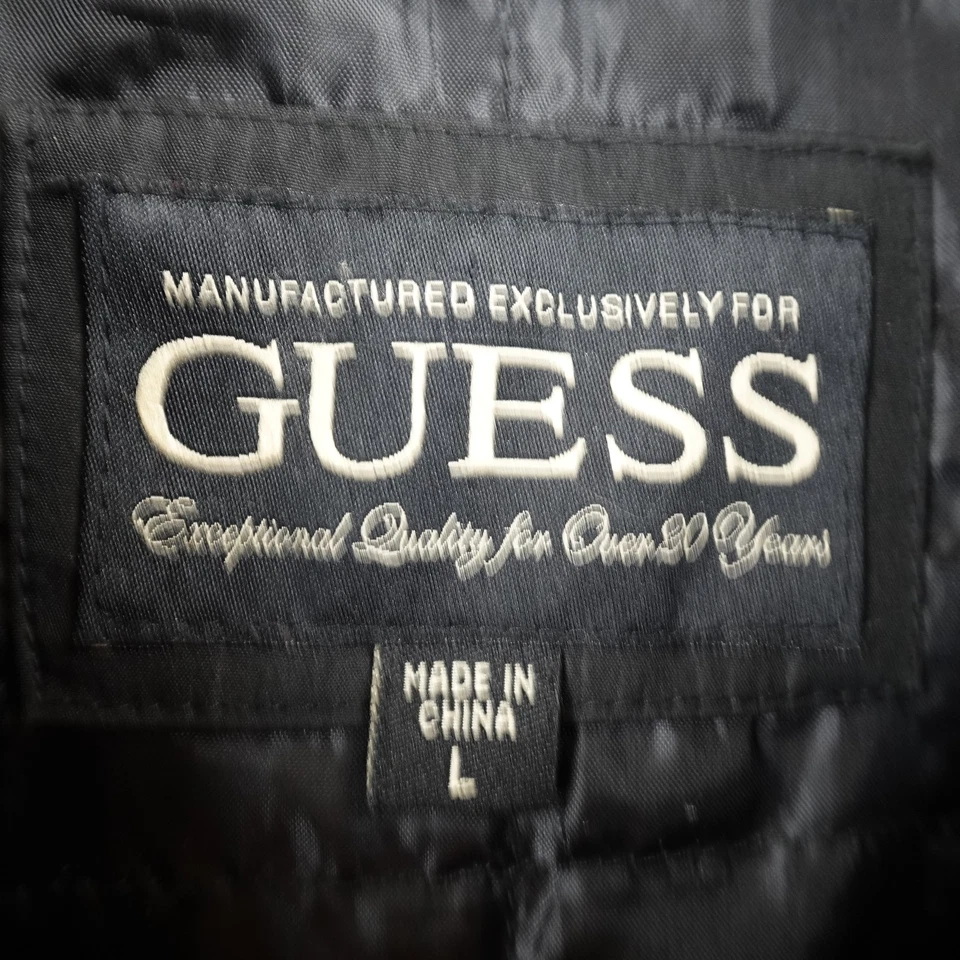 MANUFACTURED EXCLUSIVELY FOR
GUESS
Exceptional Quality for Over 20 Years
MADE IN
CHINA
L